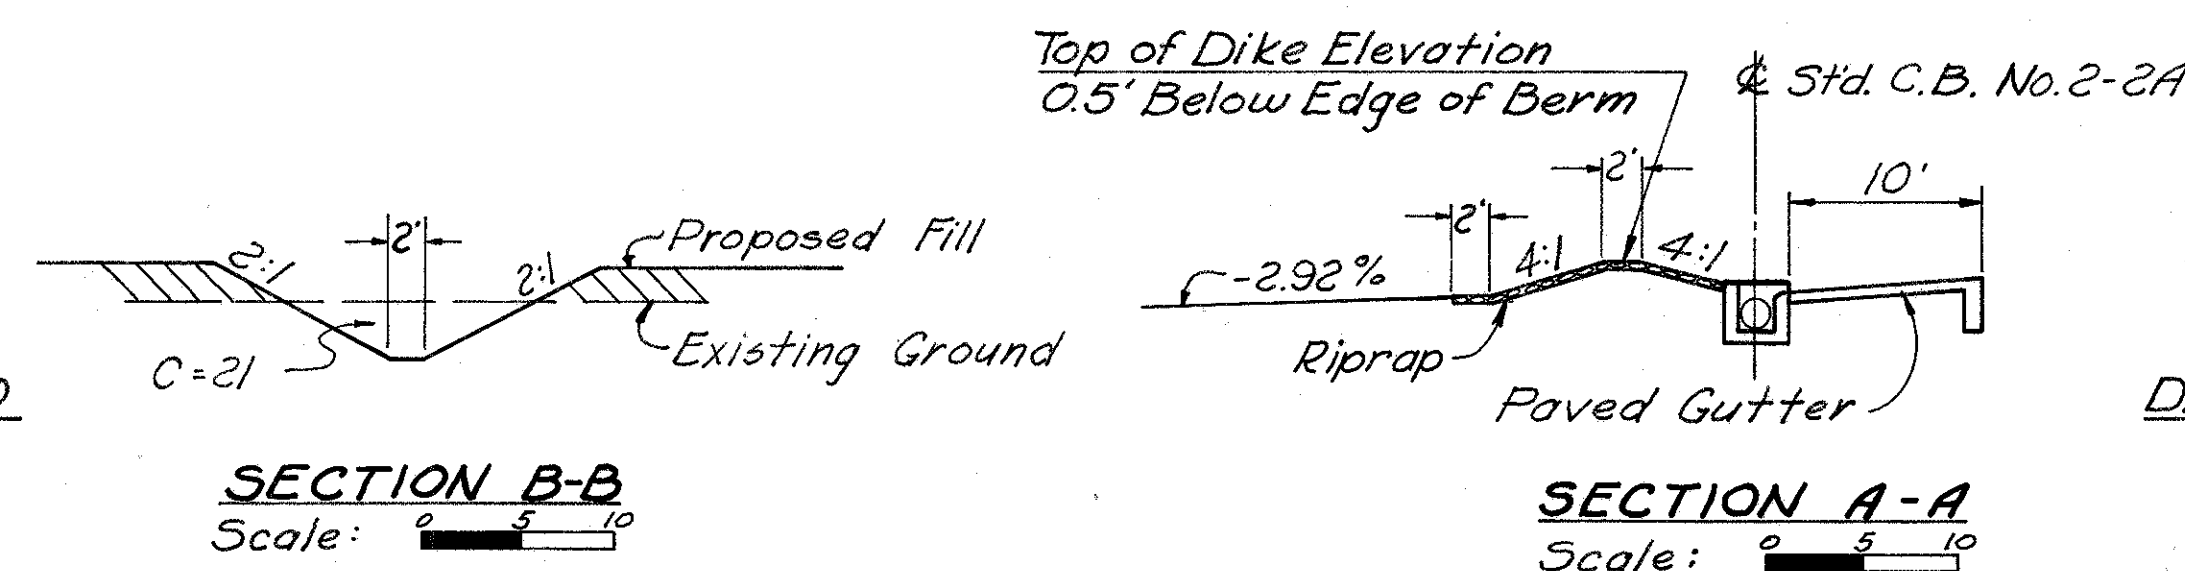 2:1
2'
2:1
Proposed Fill
C=21
Existing Ground
SECTION B-B
Scale: 0 5 10
Top of Dike Elevation
0.5' Below Edge of Berm
℄ Std. C.B. No. 2-2A
2'
2'
10'
4:1
4:1
-2.92%
Riprap
Paved Gutter
SECTION A-A
Scale: 0 5 10